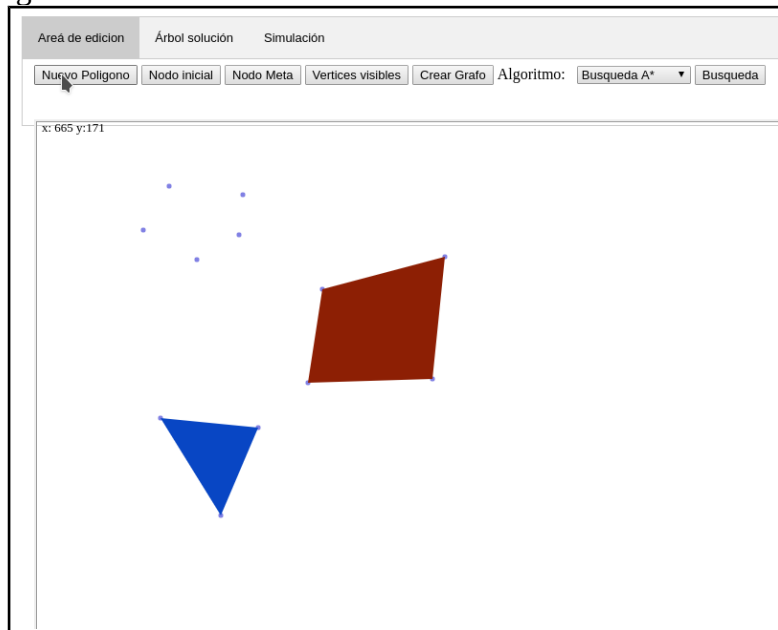 Areá de edicion Árbol solución Simulación
Nuevo Poligono Nodo inicial Nodo Meta Vertices visibles Crear Grafo Algoritmo: Busqueda A* Busqueda
x: 665 y:171